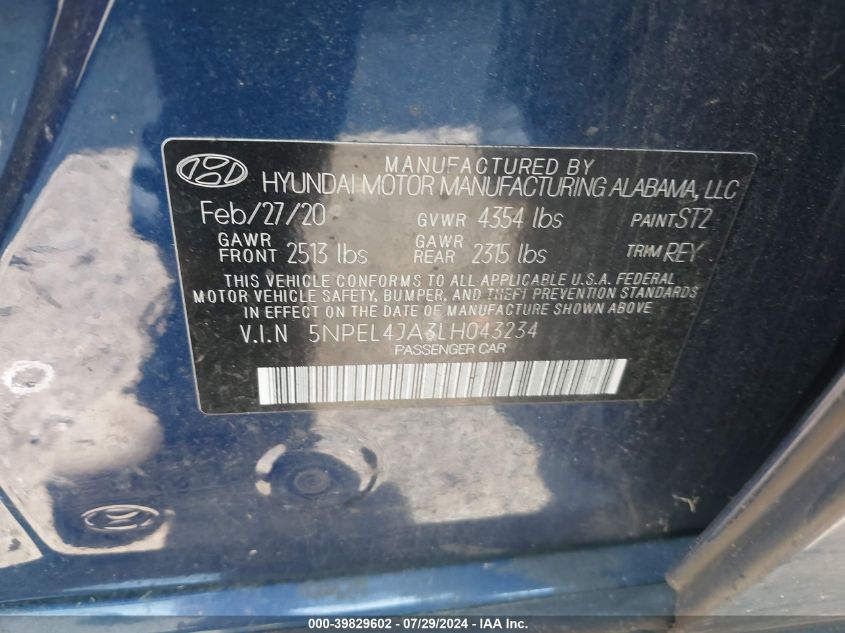 MANUFACTURED BY
HYUNDAI MOTOR MANUFACTURING ALABAMA, LLC
Feb/27/20 GVWR 4354 lbs PAINT ST2
GAWR FRONT 2513 lbs GAWR REAR 2315 lbs TRIM REY
THIS VEHICLE CONFORMS TO ALL APPLICABLE U.S.A. FEDERAL
MOTOR VEHICLE SAFETY, BUMPER, AND THEFT PREVENTION STANDARDS
IN EFFECT ON THE DATE OF MANUFACTURE SHOWN ABOVE
V.I.N 5NPEL4JA3LH043234
PASSENGER CAR
000-39829602 - 07/29/2024 - IAA Inc.